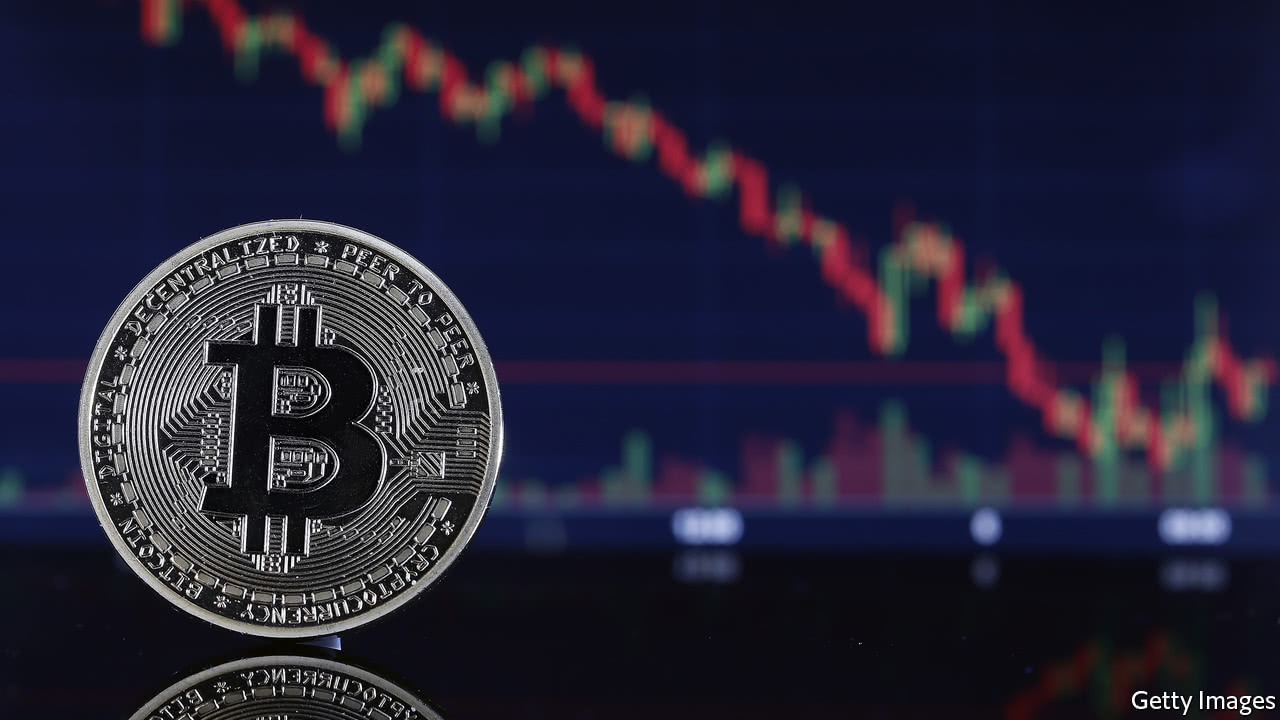 DIGITAL * DECENTRALIZED * PEER TO PEER *
BITCOIN * CRYPTOCURRENCY *
Getty Images